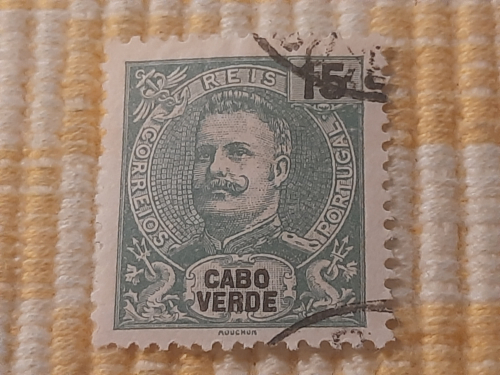 REIS
15
CORREIOS
PORTUGAL
CABO
VERDE
MOUCHON